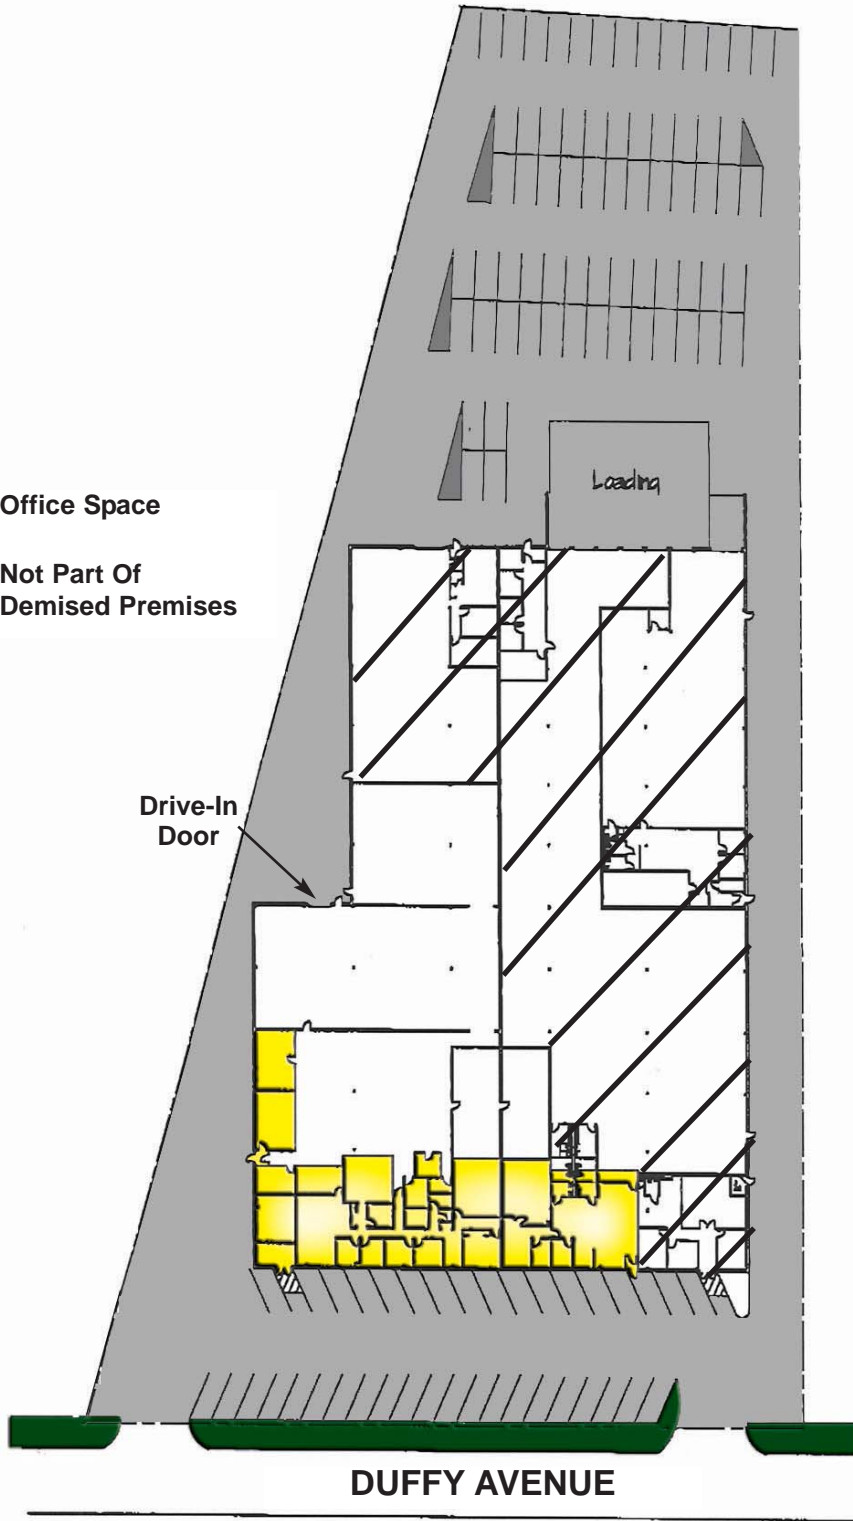 Loading
Office Space
Not Part Of
Demised Premises
Drive-In
Door
DUFFY AVENUE